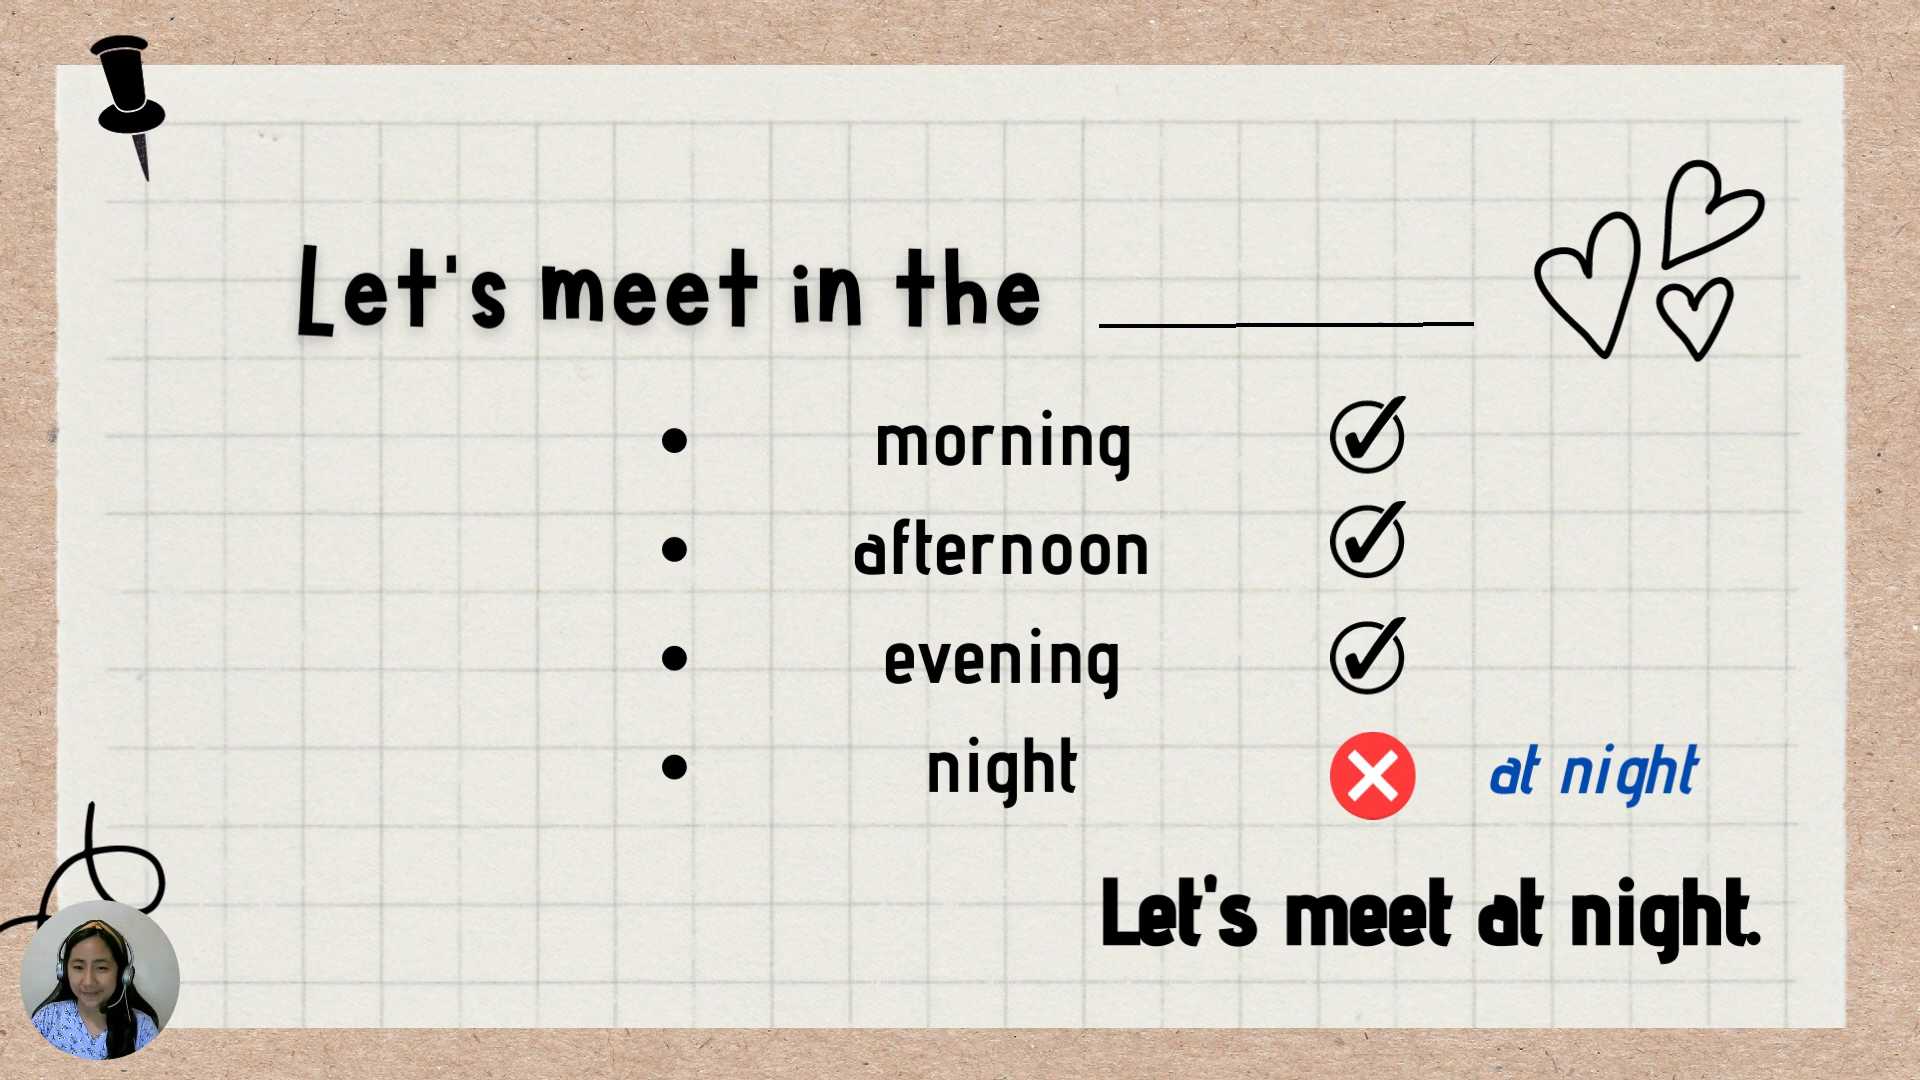 Let's meet in the ________
• morning
• afternoon
• evening
• night at night
Let's meet at night.